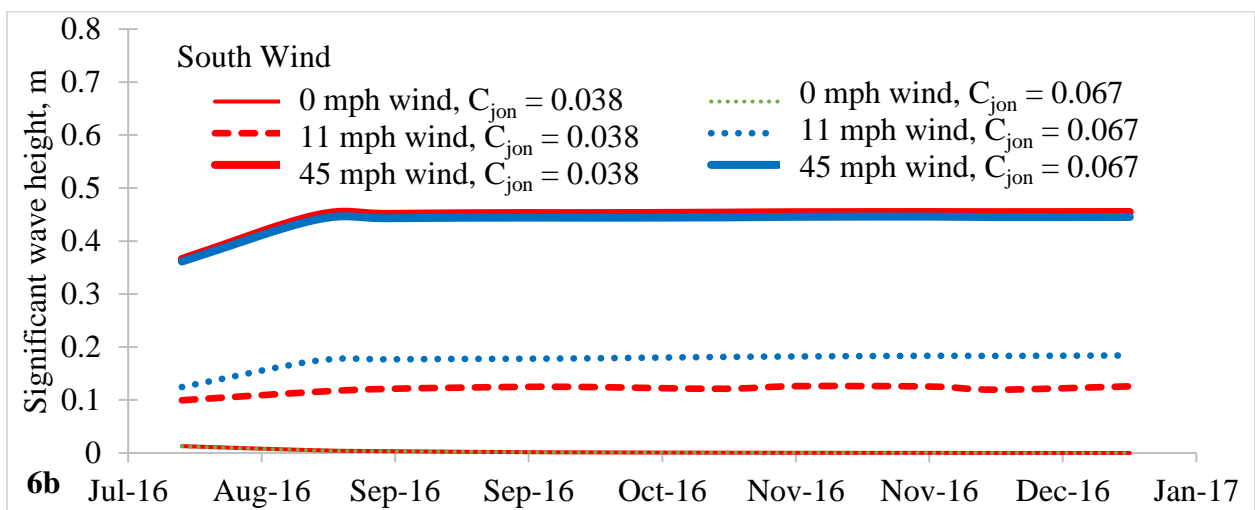 Significant wave height, m
0.8
0.7
0.6
0.5
0.4
0.3
0.2
0.1
0
South Wind
0 mph wind, Cjon = 0.038
11 mph wind, Cjon = 0.038
45 mph wind, Cjon = 0.038
0 mph wind, Cjon = 0.067
11 mph wind, Cjon = 0.067
45 mph wind, Cjon = 0.067
6b
Jul-16 Aug-16 Sep-16 Sep-16 Oct-16 Nov-16 Nov-16 Dec-16 Jan-17